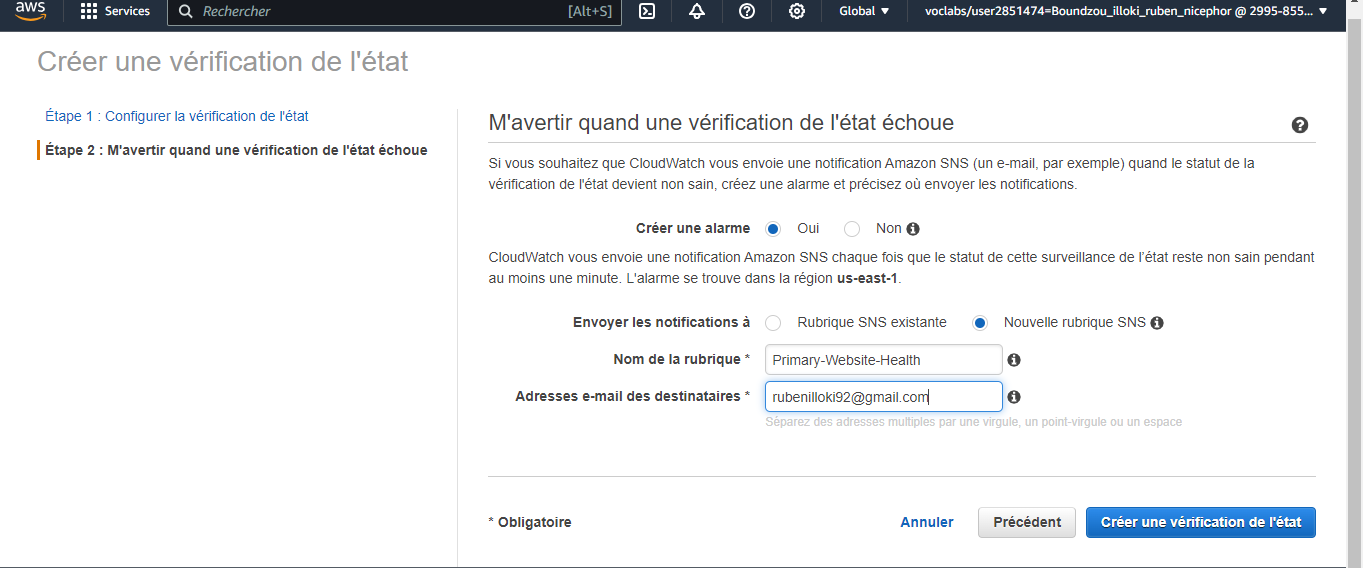 aws
Services
Rechercher
[Alt+S]
Global
voclabs/user2851474=Boundzou_illoki_ruben_nicephor @ 2995-855...
Créer une vérification de l'état
Étape 1 : Configurer la vérification de l'état
Étape 2 : M'avertir quand une vérification de l'état échoue
M'avertir quand une vérification de l'état échoue
Si vous souhaitez que CloudWatch vous envoie une notification Amazon SNS (un e-mail, par exemple) quand le statut de la
vérification de l'état devient non sain, créez une alarme et précisez où envoyer les notifications.
Créer une alarme Oui Non
CloudWatch vous envoie une notification Amazon SNS chaque fois que le statut de cette surveillance de l'état reste non sain pendant
au moins une minute. L'alarme se trouve dans la région us-east-1.
Envoyer les notifications à Rubrique SNS existante Nouvelle rubrique SNS
Nom de la rubrique * Primary-Website-Health
Adresses e-mail des destinataires * rubenilloki92@gmail.com
Séparez des adresses multiples par une virgule, un point-virgule ou un espace
* Obligatoire
Annuler
Précédent
Créer une vérification de l'état